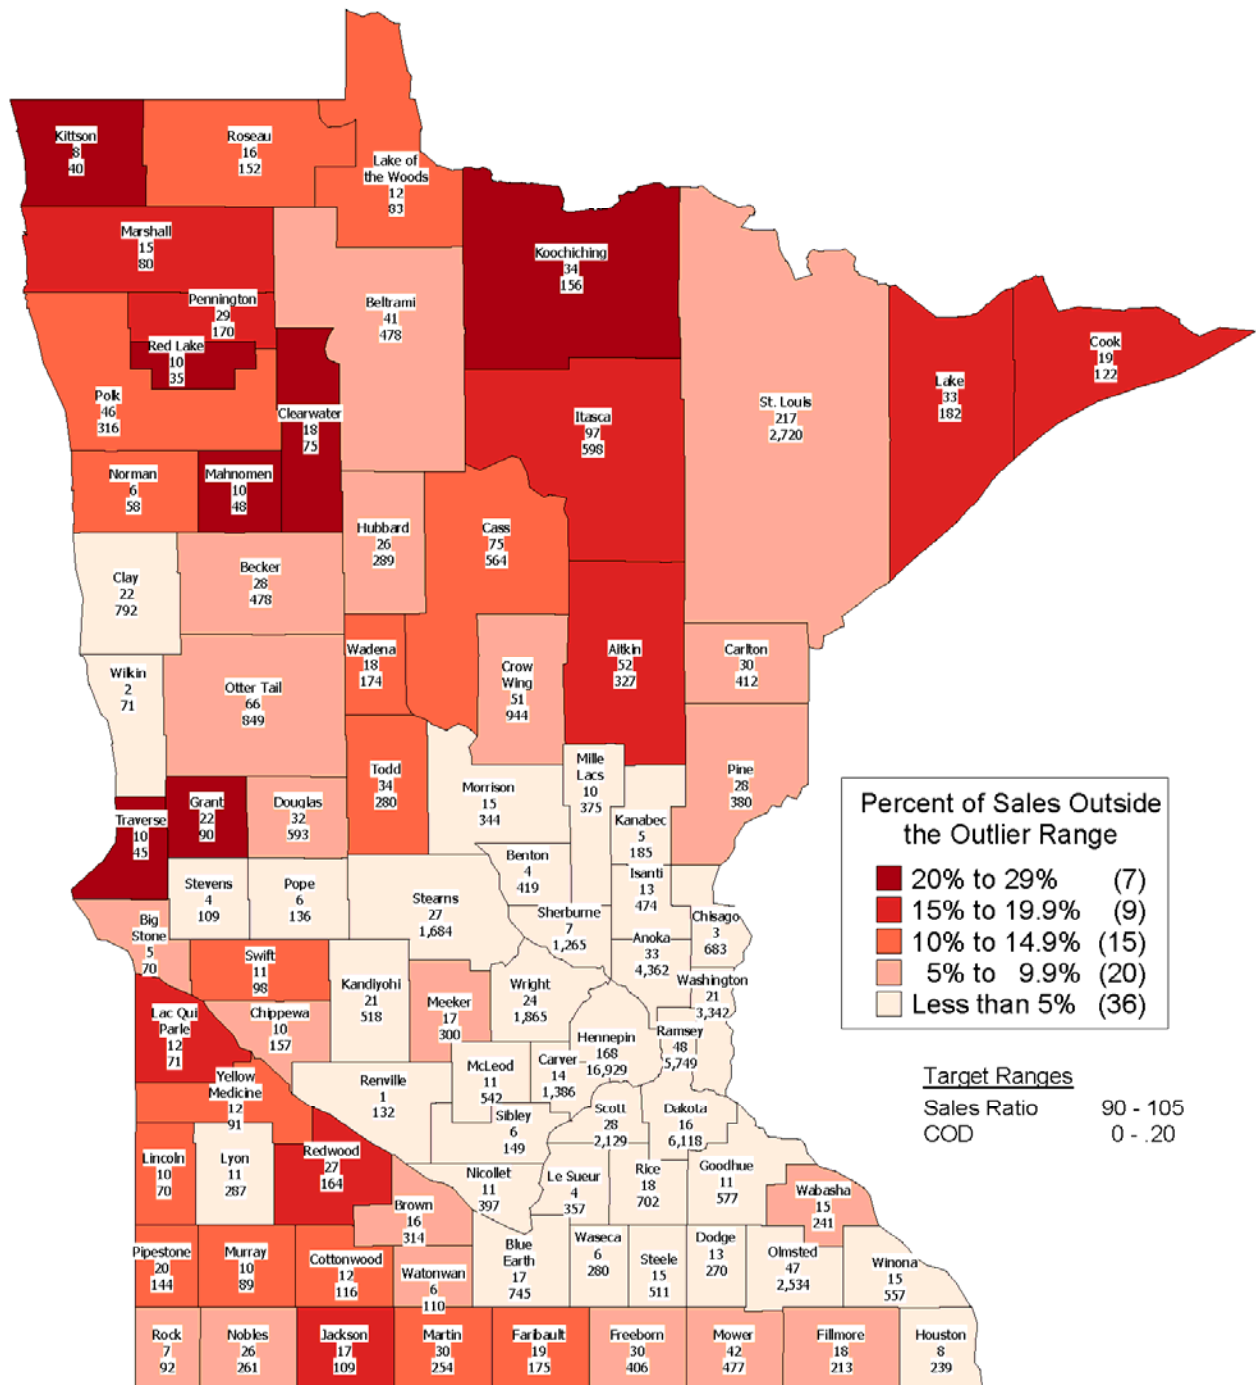 Kittson
8
40
Roseau
16
152
Lake of
the Woods
12
83
Marshall
15
80
Koochiching
34
156
Pennington
29
170
Beltrami
41
478
Red Lake
10
35
Cook
19
122
Lake
33
182
Polk
46
316
Clearwater
18
75
Itasca
97
598
St. Louis
217
2,720
Norman
6
58
Mahnomen
10
48
Hubbard
26
289
Cass
75
564
Clay
22
792
Becker
28
478
Wadena
18
174
Aitkin
52
327
Carlton
30
412
Wilkin
2
71
Otter Tail
66
849
Crow
Wing
51
944
Mille
Lacs
10
375
Todd
34
280
Pine
28
380
Morrison
15
344
Grant
22
90
Douglas
32
593
Traverse
10
45
Kanabec
5
185
Percent of Sales Outside
the Outlier Range
20% to 29% (7)
15% to 19.9% (9)
10% to 14.9% (15)
5% to 9.9% (20)
Less than 5% (36)
Benton
4
419
Isanti
13
474
Stevens
4
109
Pope
6
136
Stearns
27
1,684
Sherburne
7
1,265
Chisago
3
683
Big
Stone
5
70
Anoka
33
4,362
Swift
11
98
Kandiyohi
21
518
Wright
24
1,865
Washington
21
3,342
Meeker
17
300
Lac Qui
Parle
12
71
Chippewa
10
157
Hennepin
168
16,929
Ramsey
48
5,749
McLeod
11
542
Carver
14
1,386
Target Ranges
Sales Ratio 90 - 105
COD 0 - .20
Yellow
Medicine
12
91
Renville
1
132
Sibley
6
149
Scott
28
2,129
Dakota
16
6,118
Lincoln
10
70
Lyon
11
287
Redwood
27
164
Nicollet
11
397
Le Sueur
4
357
Rice
18
702
Goodhue
11
577
Wabasha
15
241
Brown
16
314
Pipestone
20
144
Murray
10
89
Cottonwood
12
116
Watonwan
6
110
Blue
Earth
17
745
Waseca
6
280
Steele
15
511
Dodge
13
270
Olmsted
47
2,534
Winona
15
557
Rock
7
92
Nobles
26
261
Jackson
17
109
Martin
30
254
Faribault
19
175
Freeborn
30
406
Mower
42
477
Fillmore
18
213
Houston
8
239